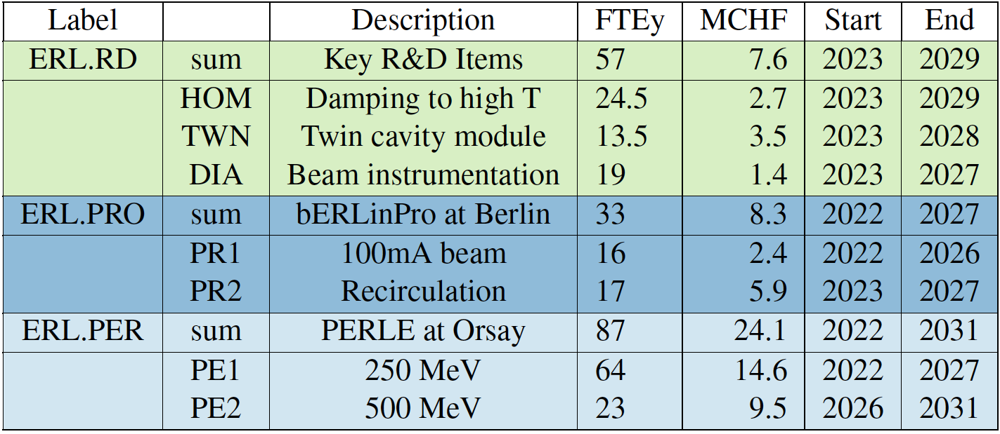 Label Description FTEy MCHF Start End
ERL.RD sum Key R&D Items 57 7.6 2023 2029
HOM Damping to high T 24.5 2.7 2023 2029
TWN Twin cavity module 13.5 3.5 2023 2028
DIA Beam instrumentation 19 1.4 2023 2027
ERL.PRO sum bERLinPro at Berlin 33 8.3 2022 2027
PR1 100mA beam 16 2.4 2022 2026
PR2 Recirculation 17 5.9 2023 2027
ERL.PER sum PERLE at Orsay 87 24.1 2022 2031
PE1 250 MeV 64 14.6 2022 2027
PE2 500 MeV 23 9.5 2026 2031